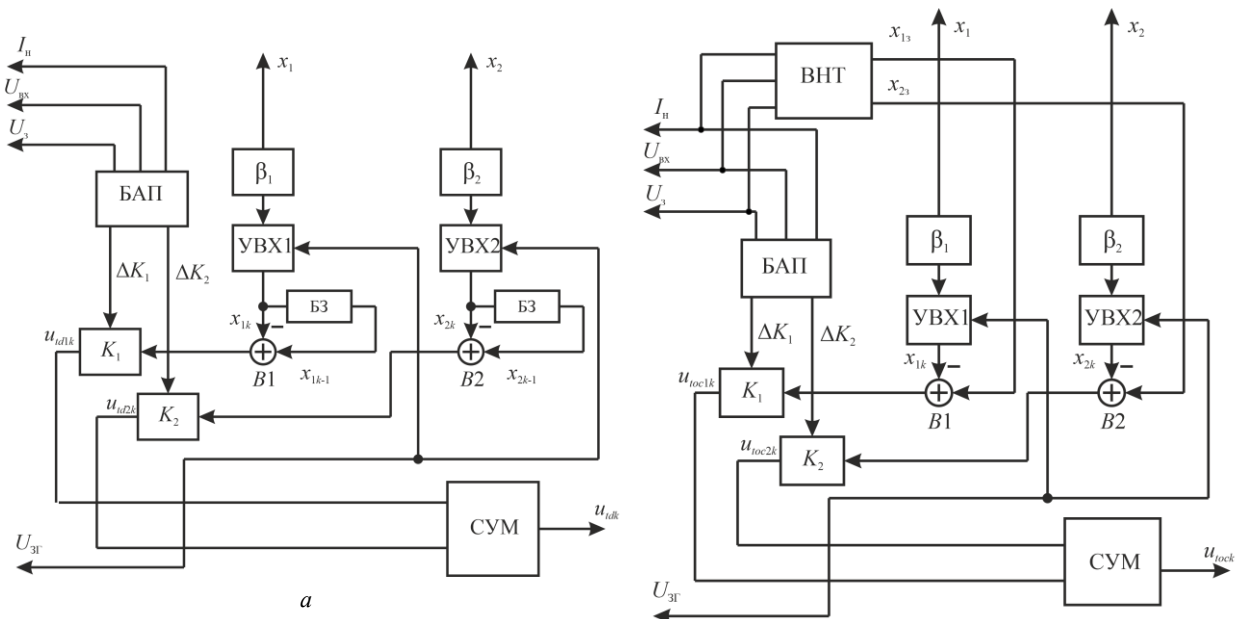 Iн
x1
x2
Uвх
Uз
β1
β2
БАП
УВХ1
УВХ2
ΔK1
ΔK2
БЗ
БЗ
x1k
−
x2k
−
utd1k
K1
B1
x1k-1
B2
x2k-1
utd2k
K2
СУМ
utdk
UЗГ
а
x1з
x1
x2
ВНТ
x2з
Iн
Uвх
Uз
β1
β2
БАП
УВХ1
УВХ2
ΔK1
ΔK2
x1k
−
x2k
−
utoc1k
K1
B1
B2
utoc2k
K2
СУМ
utock
UЗГ